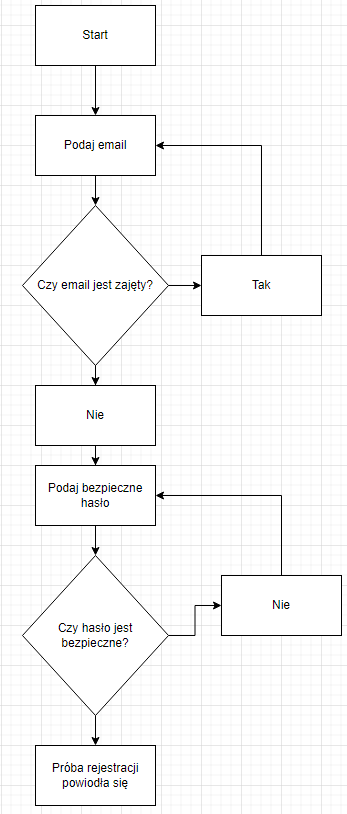 Start
Podaj email
Czy email jest zajęty?
Tak
Nie
Podaj bezpieczne
hasło
Czy hasło jest
bezpieczne?
Nie
Próba rejestracji
powiodła się